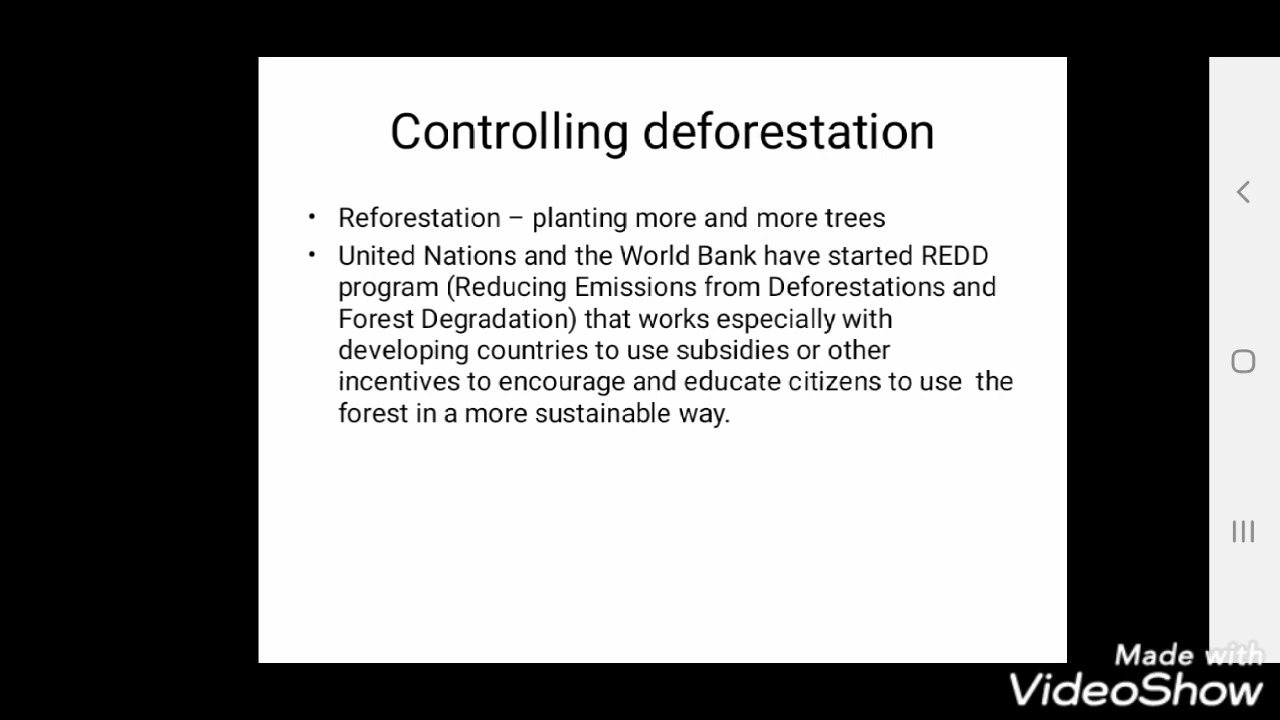 Controlling deforestation
• Reforestation – planting more and more trees
• United Nations and the World Bank have started REDD
program (Reducing Emissions from Deforestations and
Forest Degradation) that works especially with
developing countries to use subsidies or other
incentives to encourage and educate citizens to use  the
forest in a more sustainable way.
Made with
VideoShow